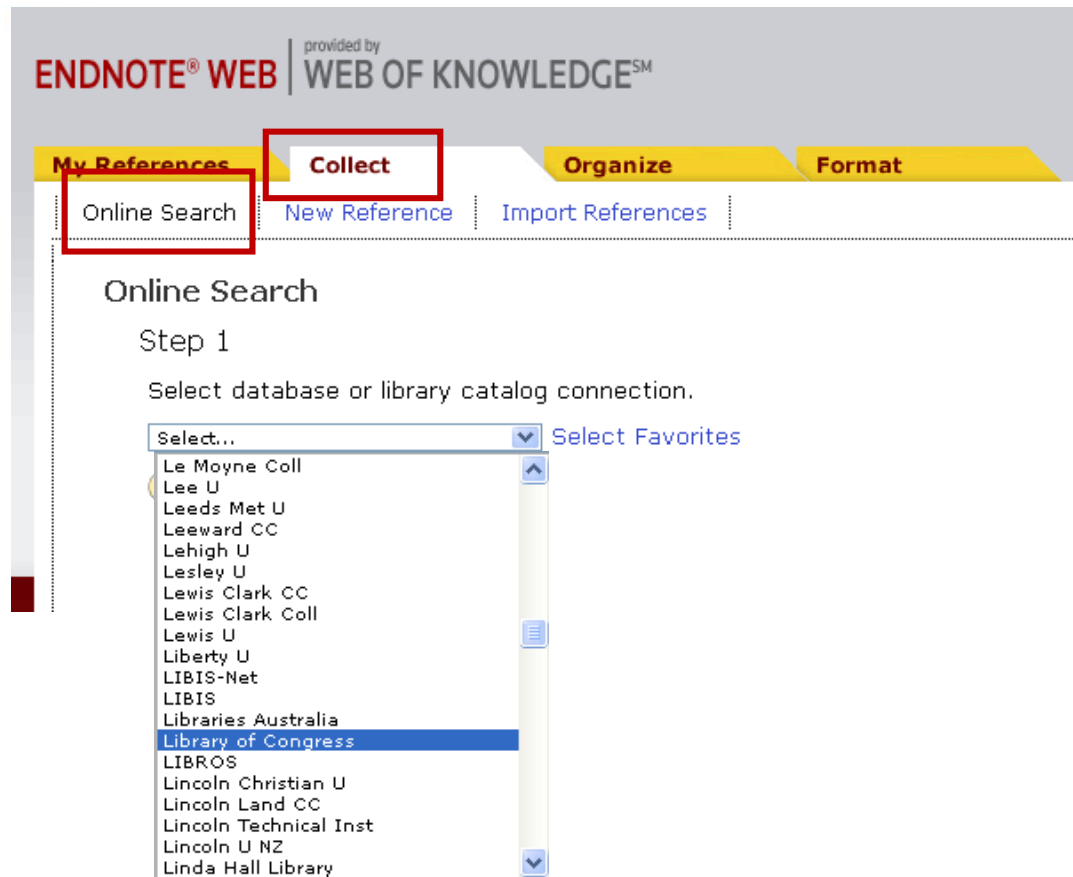 ENDNOTE® WEB
provided by
WEB OF KNOWLEDGE℠
My References Collect Organize Format
Online Search New Reference Import References
Online Search
Step 1
Select database or library catalog connection.
Select... Select Favorites
Le Moyne Coll
Lee U
Leeds Met U
Leeward CC
Lehigh U
Lesley U
Lewis Clark CC
Lewis Clark Coll
Lewis U
Liberty U
LIBIS-Net
LIBIS
Libraries Australia
Library of Congress
LIBROS
Lincoln Christian U
Lincoln Land CC
Lincoln Technical Inst
Lincoln U NZ
Linda Hall Library